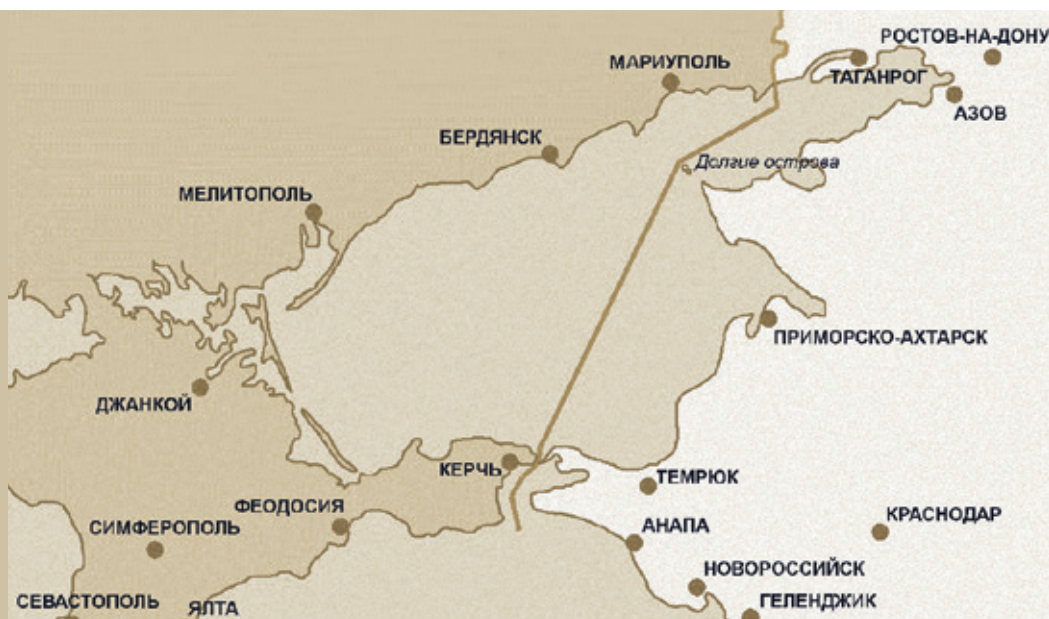 РОСТОВ-НА-ДОНУ
МАРИУПОЛЬ
ТАГАНРОГ
АЗОВ
БЕРДЯНСК
Долгие острова
МЕЛИТОПОЛЬ
ПРИМОРСКО-АХТАРСК
ДЖАНКОЙ
КЕРЧЬ
ТЕМРЮК
ФЕОДОСИЯ
КРАСНОДАР
СИМФЕРОПОЛЬ
АНАПА
НОВОРОССИЙСК
СЕВАСТОПОЛЬ
ЯЛТА
ГЕЛЕНДЖИК